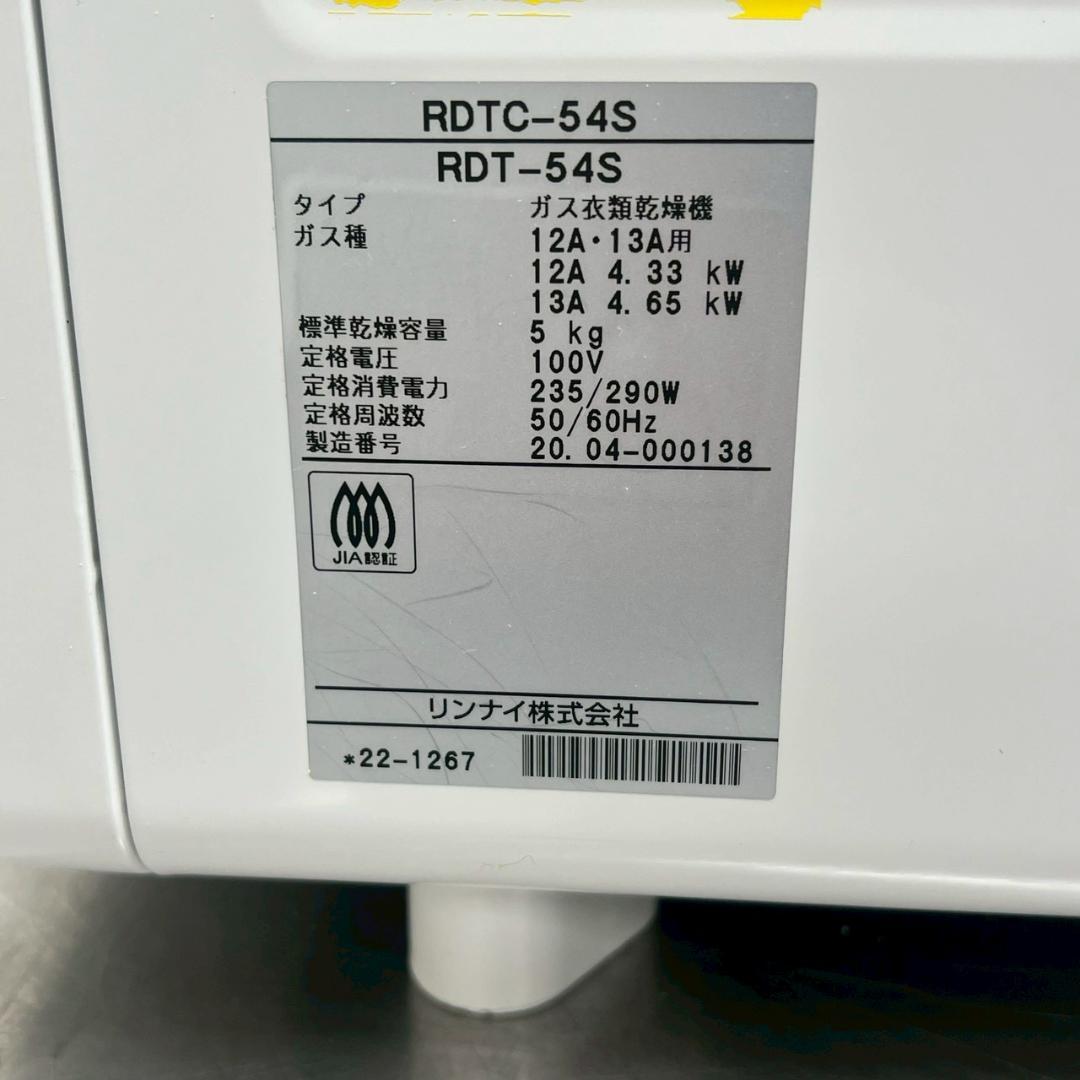 RDTC-54S
RDT-54S
タイプ ガス衣類乾燥機
ガス種 12A・13A用
12A 4.33 kW
13A 4.65 kW
標準乾燥容量 5 kg
定格電圧 100V
定格消費電力 235/290W
定格周波数 50/60Hz
製造番号 20.04-000138
JIA認証
リンナイ株式会社
*22-1267